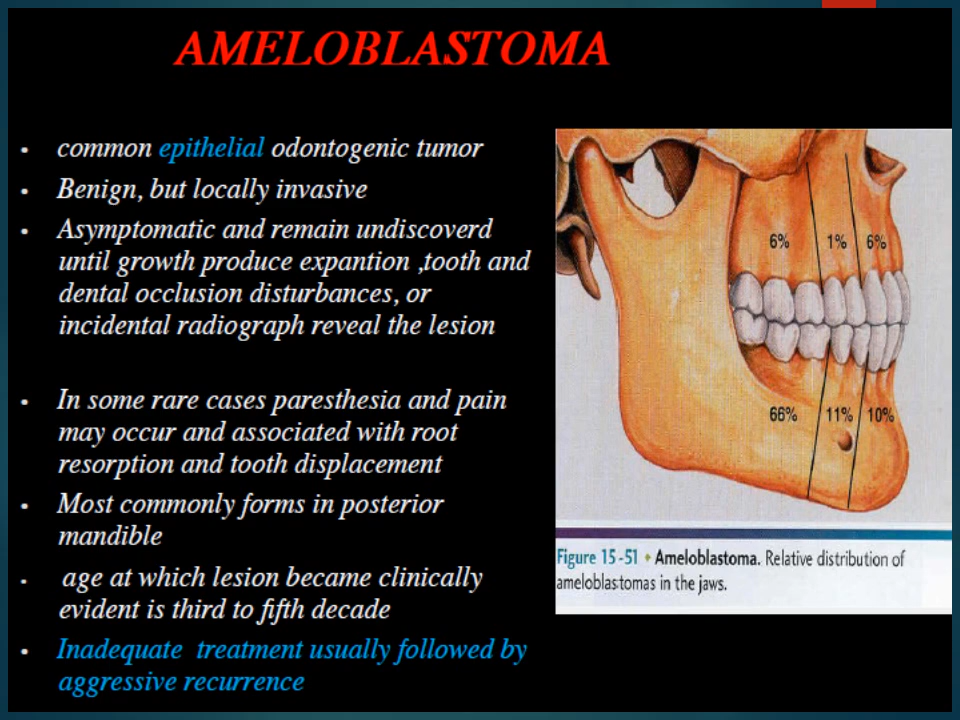 AMELOBLASTOMA
• common epithelial odontogenic tumor
• Benign, but locally invasive
• Asymptomatic and remain undiscoverd
until growth produce expantion ,tooth and
dental occlusion disturbances, or
incidental radiograph reveal the lesion
• In some rare cases paresthesia and pain
may occur and associated with root
resorption and tooth displacement
• Most commonly forms in posterior
mandible
• age at which lesion became clinically
evident is third to fifth decade
• Inadequate treatment usually followed by
aggressive recurrence
6% 1% 6%
66% 11% 10%
Figure 15-51 • Ameloblastoma. Relative distribution of
ameloblastomas in the jaws.